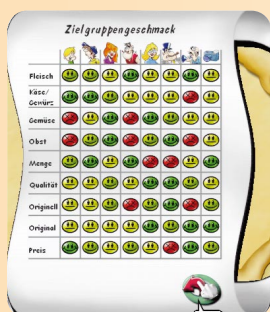 Zielgruppengeschmack
Fleisch
Käse/
Gewürz
Gemüse
Obst
Menge
Qualität
Originell
Original
Preis